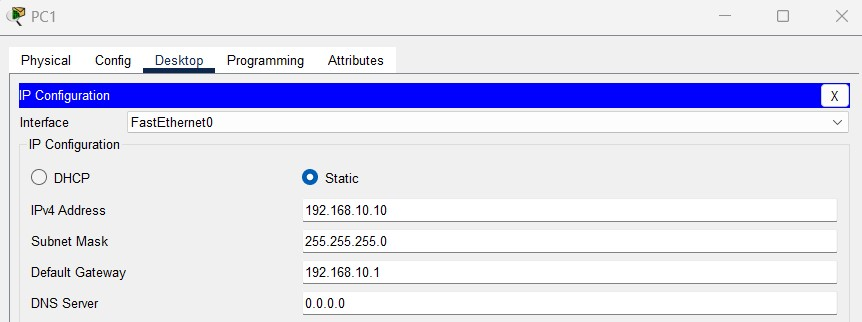 PC1
Physical Config Desktop Programming Attributes
IP Configuration X
Interface FastEthernet0
IP Configuration
DHCP Static
IPv4 Address 192.168.10.10
Subnet Mask 255.255.255.0
Default Gateway 192.168.10.1
DNS Server 0.0.0.0